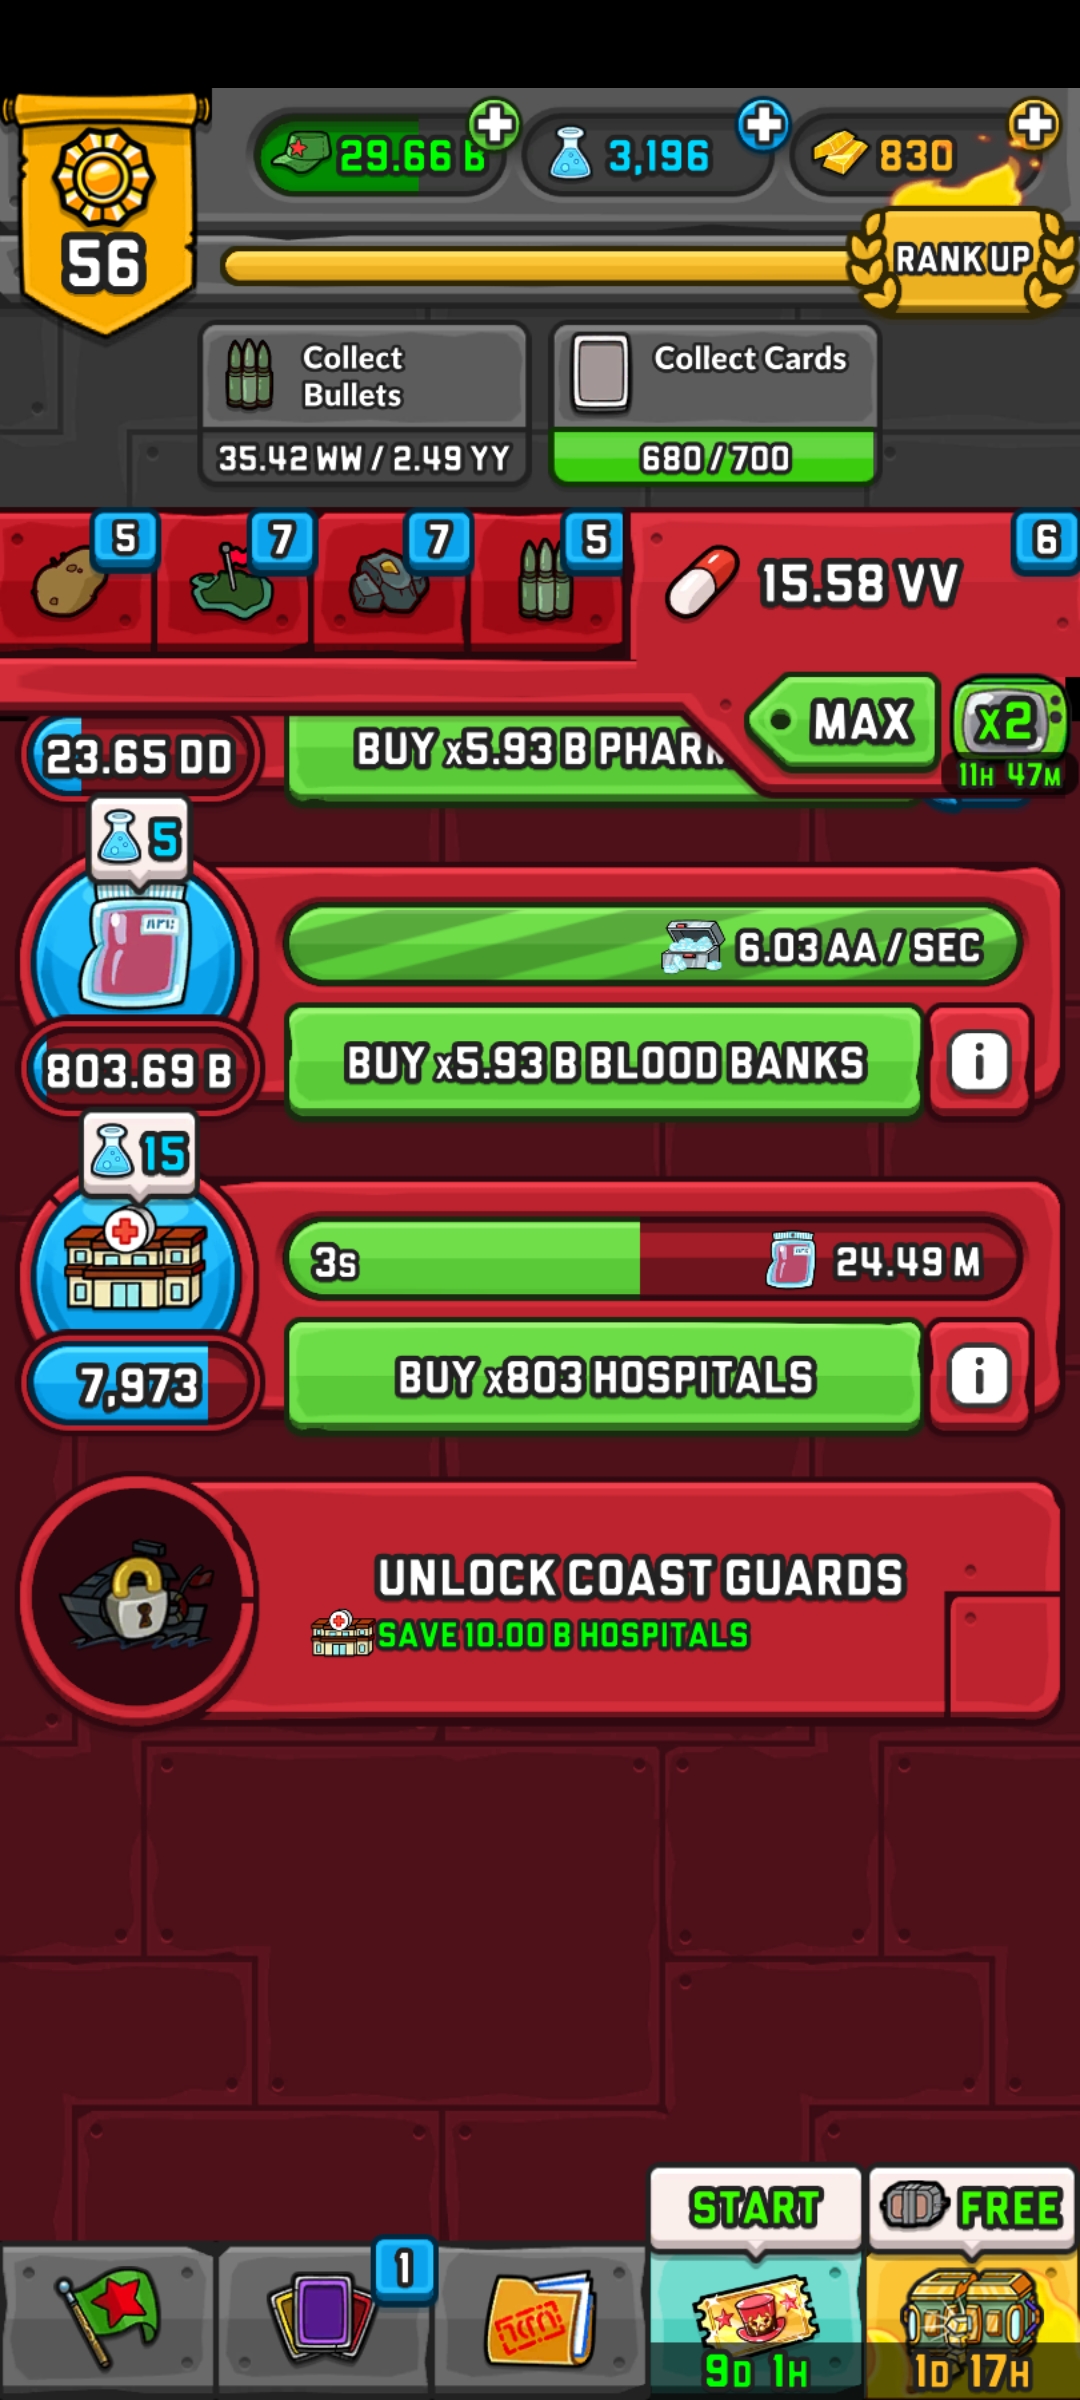 56
29.66 B
3,196
830
RANK UP
Collect
Bullets
35.42 WW / 2.49 YY
Collect Cards
680 / 700
5
7
7
5
15.58 VV
6
MAX
x2
11H 47M
23.65 DD
BUY x5.93 B PHARM
5
6.03 AA / SEC
803.69 B
BUY x5.93 B BLOOD BANKS
i
15
3s
24.49 M
7,973
BUY x803 HOSPITALS
i
UNLOCK COAST GUARDS
SAVE 10.00 B HOSPITALS
START
FREE
1
9D 1H
1D 17H